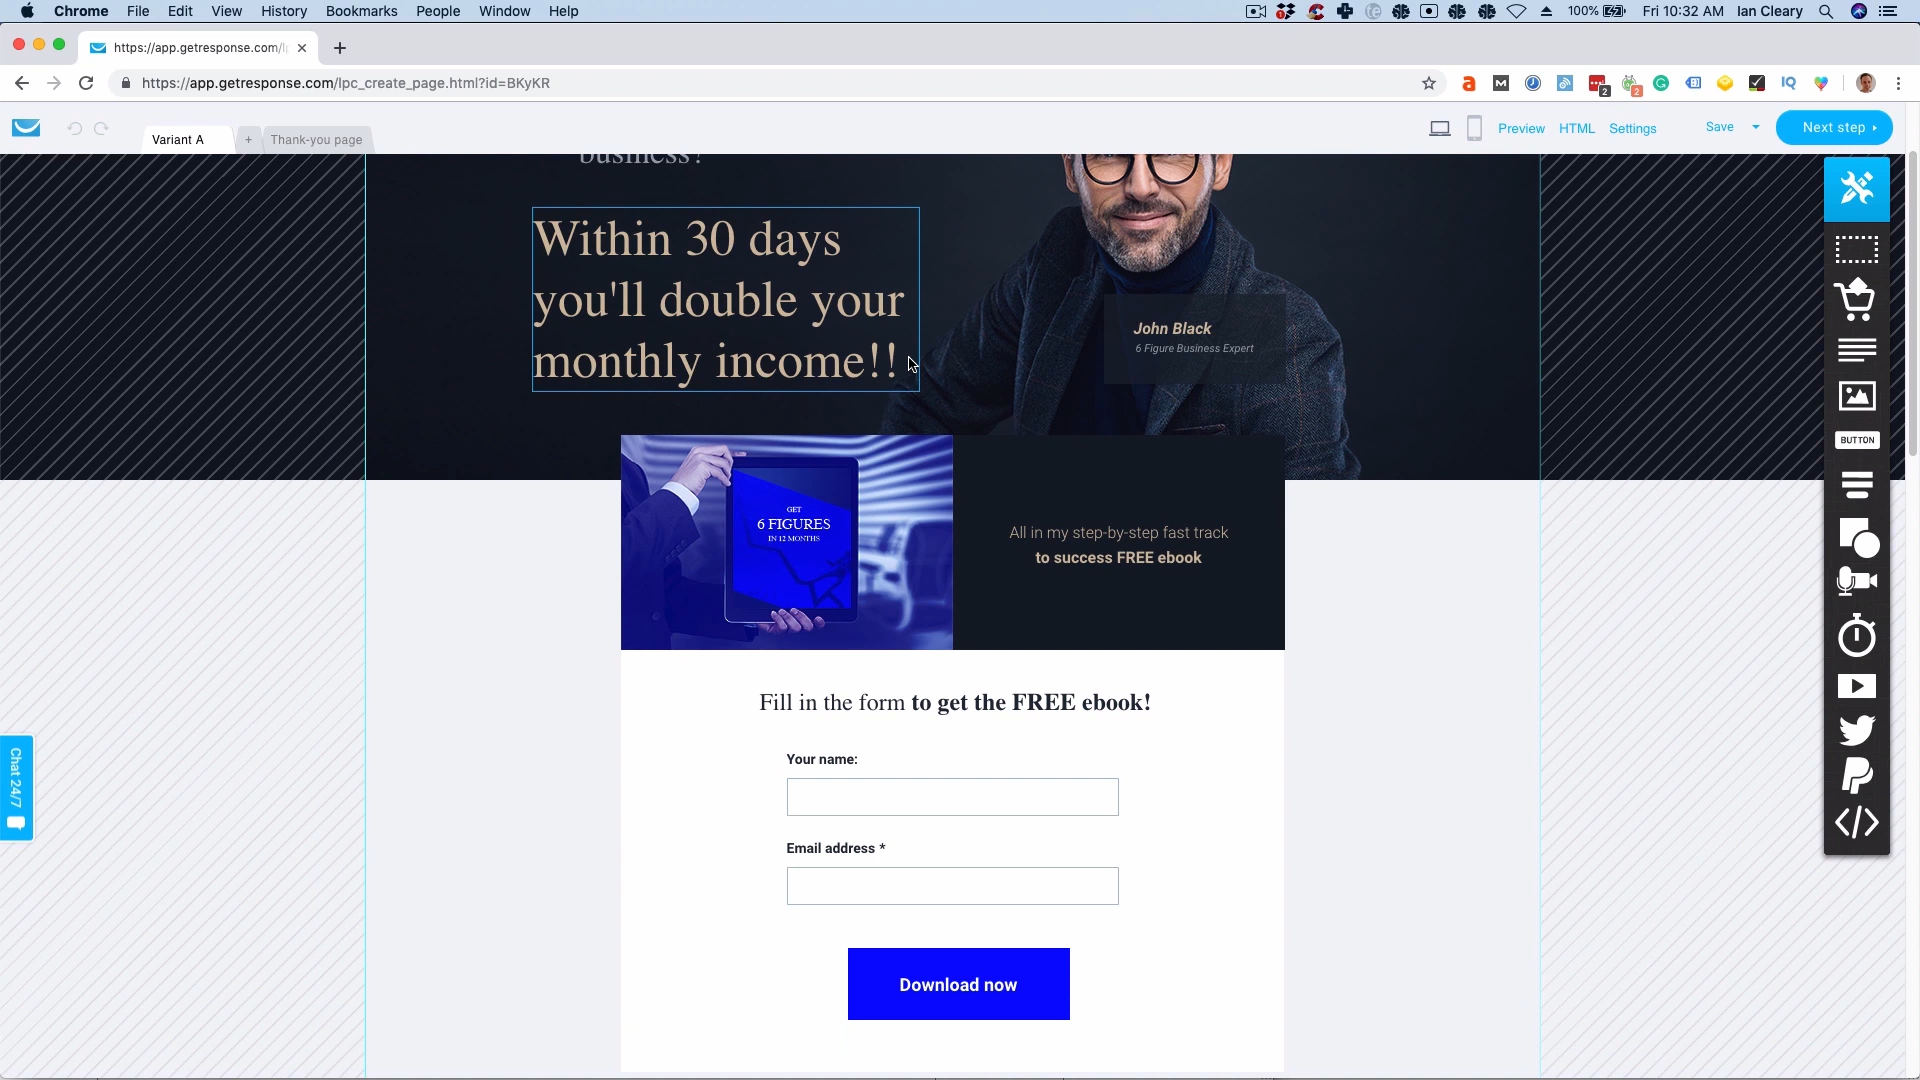 Chrome File Edit View History Bookmarks People Window Help 100% Fri 10:32 AM Ian Cleary
https://app.getresponse.com/l
https://app.getresponse.com/lpc_create_page.html?id=BKyKR
Variant A + Thank-you page Preview HTML Settings Save Next step
business?
Within 30 days
you'll double your
monthly income!!
John Black
6 Figure Business Expert
BUTTON
GET
6 FIGURES
IN 12 MONTHS
All in my step-by-step fast track
to success FREE ebook
Fill in the form to get the FREE ebook!
Your name:
Chat 24/7
Email address *
Download now